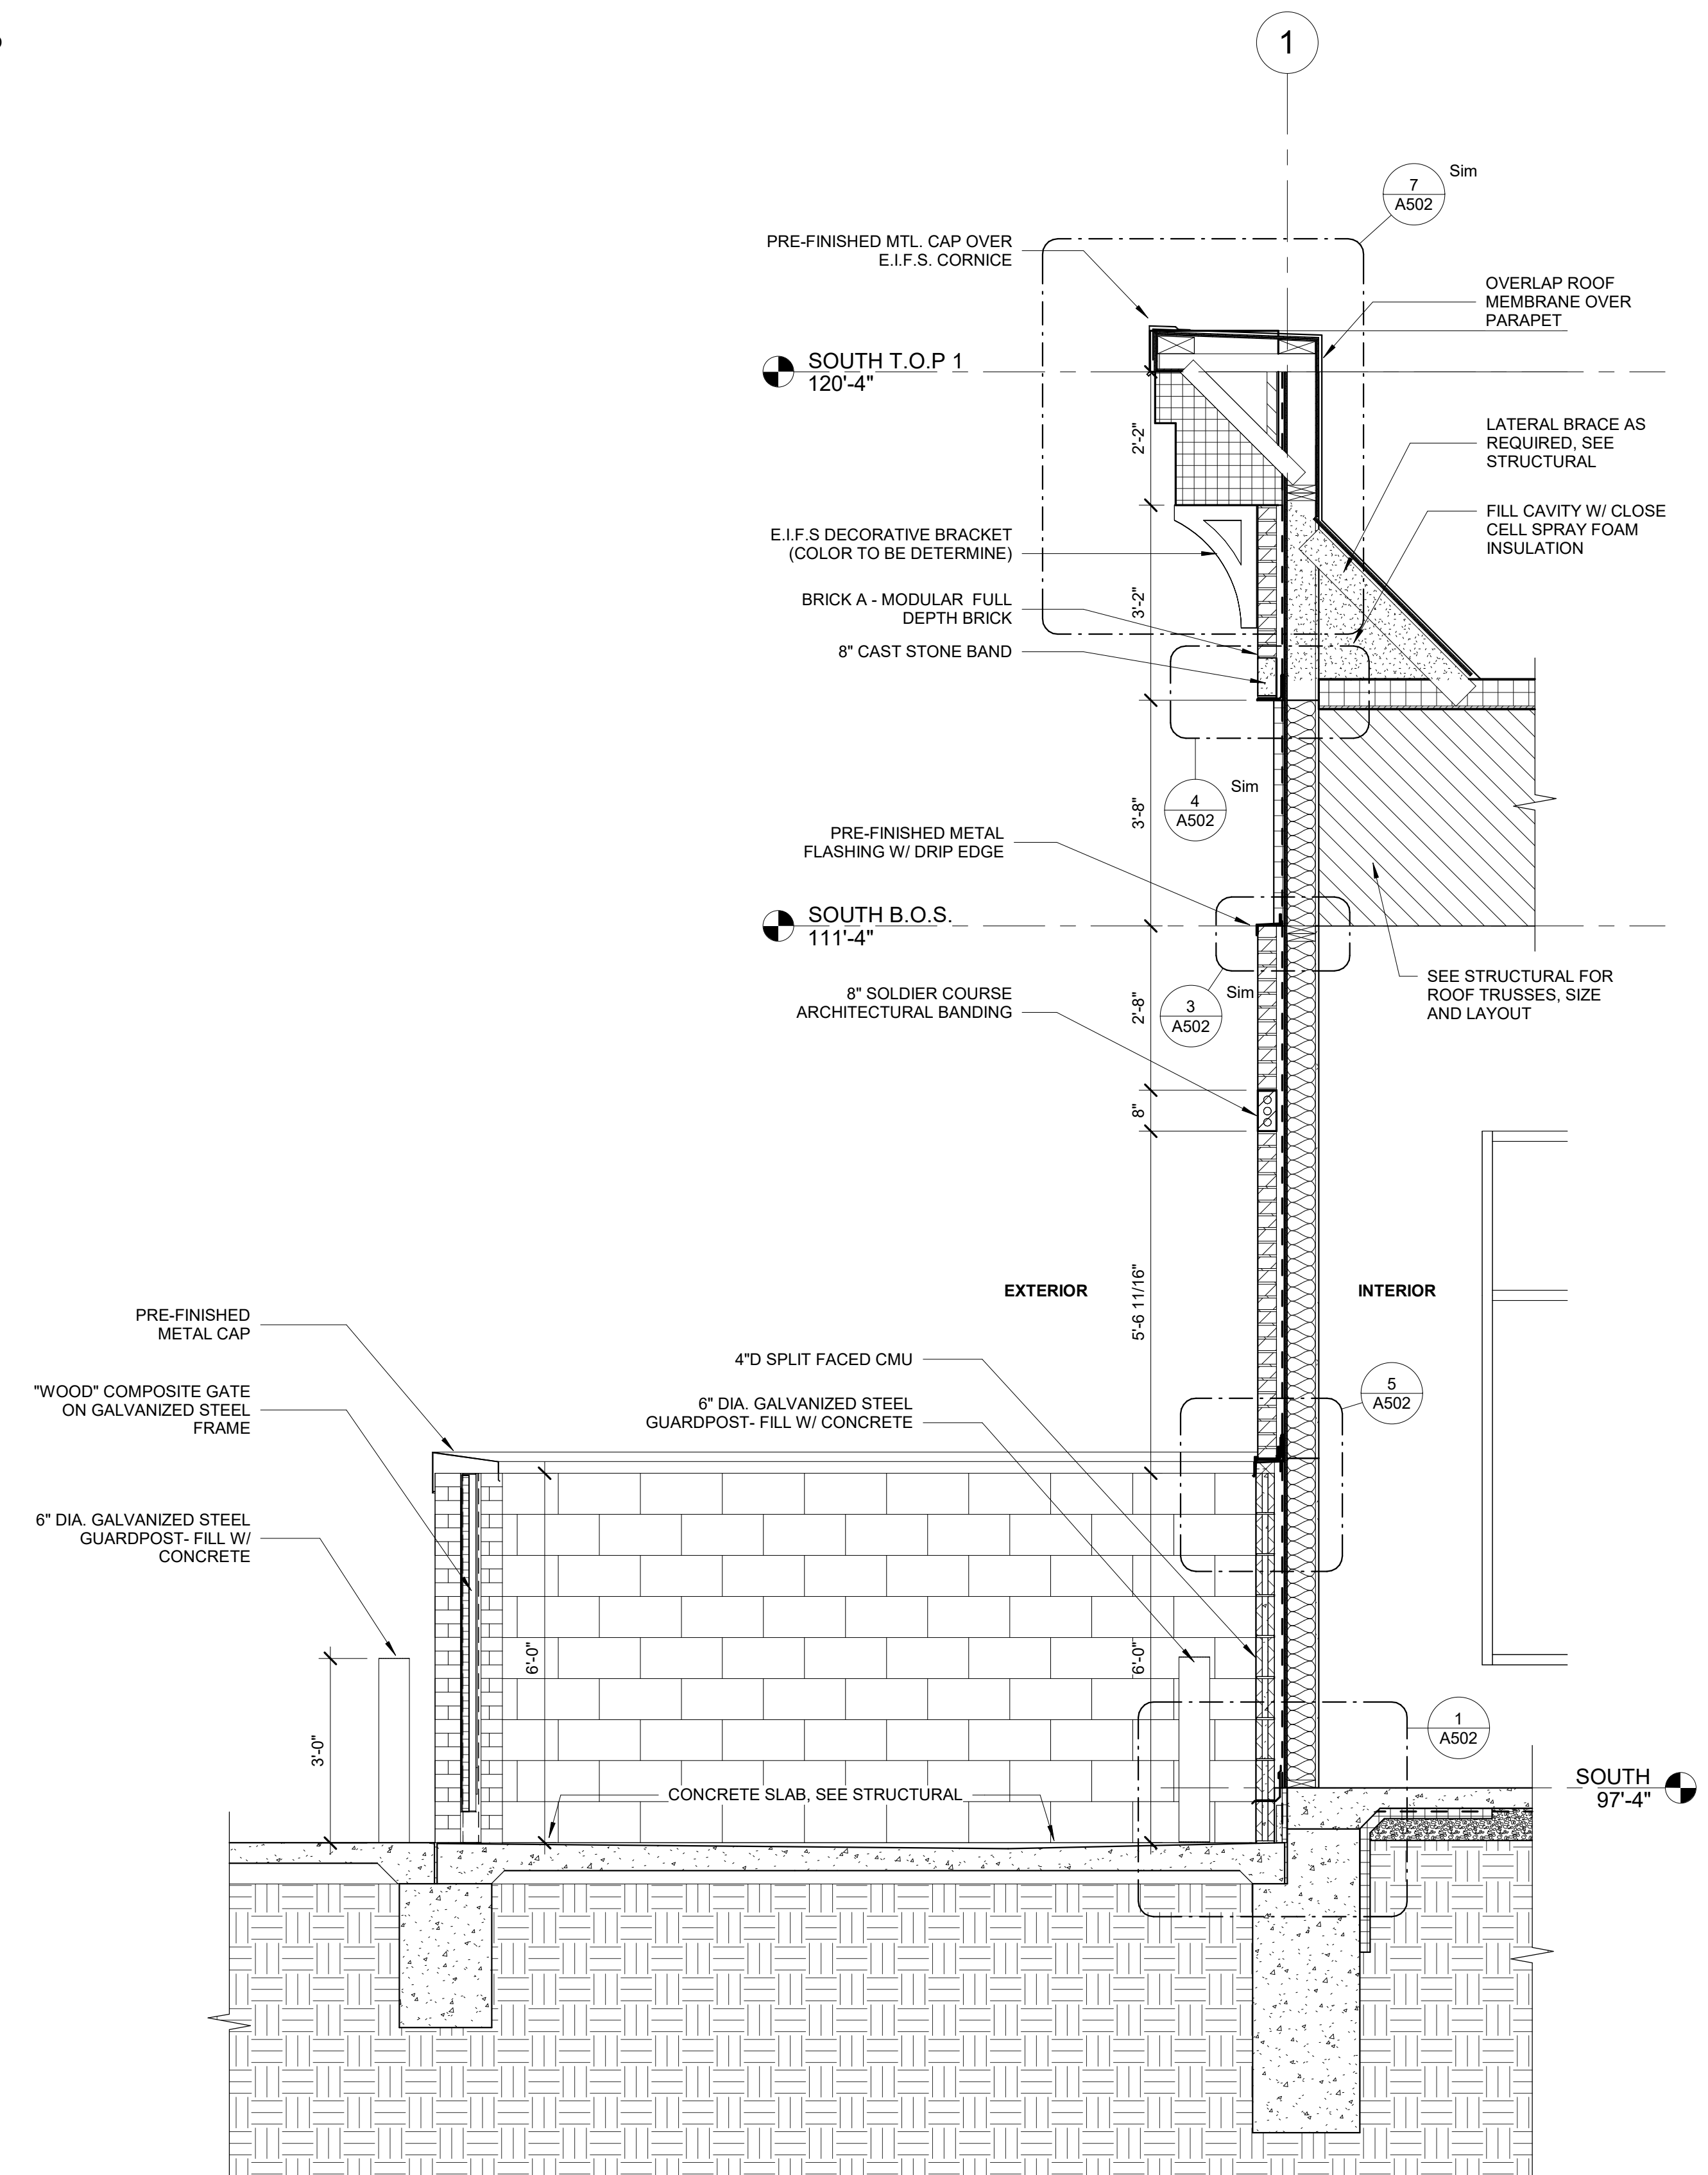 1
7
A502
Sim
PRE-FINISHED MTL. CAP OVER
E.I.F.S. CORNICE
OVERLAP ROOF
MEMBRANE OVER
PARAPET
SOUTH T.O.P 1
120'-4"
2'-2"
LATERAL BRACE AS
REQUIRED, SEE
STRUCTURAL
FILL CAVITY W/ CLOSE
CELL SPRAY FOAM
INSULATION
E.I.F.S DECORATIVE BRACKET
(COLOR TO BE DETERMINE)
3'-2"
BRICK A - MODULAR FULL
DEPTH BRICK
8" CAST STONE BAND
4
A502
Sim
3'-8"
PRE-FINISHED METAL
FLASHING W/ DRIP EDGE
SOUTH B.O.S.
111'-4"
SEE STRUCTURAL FOR
ROOF TRUSSES, SIZE
AND LAYOUT
8" SOLDIER COURSE
ARCHITECTURAL BANDING
2'-8"
3
A502
Sim
8"
EXTERIOR
INTERIOR
5'-6 11/16"
PRE-FINISHED
METAL CAP
4"D SPLIT FACED CMU
"WOOD" COMPOSITE GATE
ON GALVANIZED STEEL
FRAME
6" DIA. GALVANIZED STEEL
GUARDPOST- FILL W/ CONCRETE
5
A502
6" DIA. GALVANIZED STEEL
GUARDPOST- FILL W/
CONCRETE
6'-0"
6'-0"
3'-0"
1
A502
CONCRETE SLAB, SEE STRUCTURAL
SOUTH
97'-4"